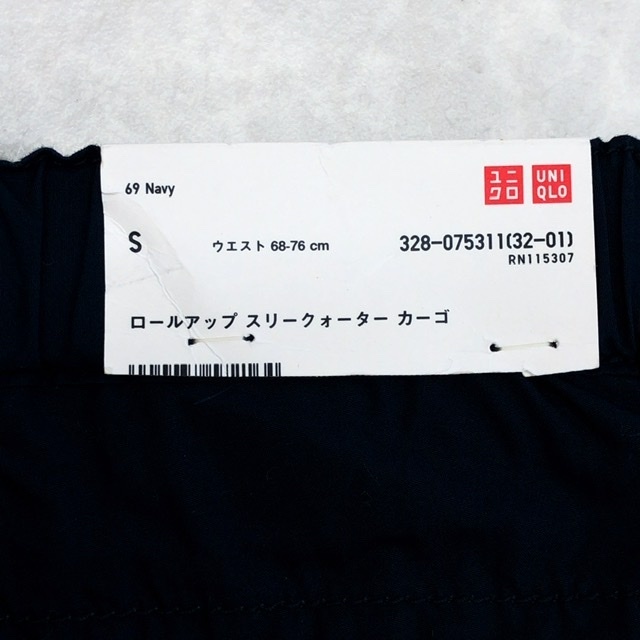 69 Navy
ユニ UNI
クロ QLO
S ウエスト 68-76 cm 328-075311(32-01)
RN115307
ロールアップ スリークォーター カーゴ